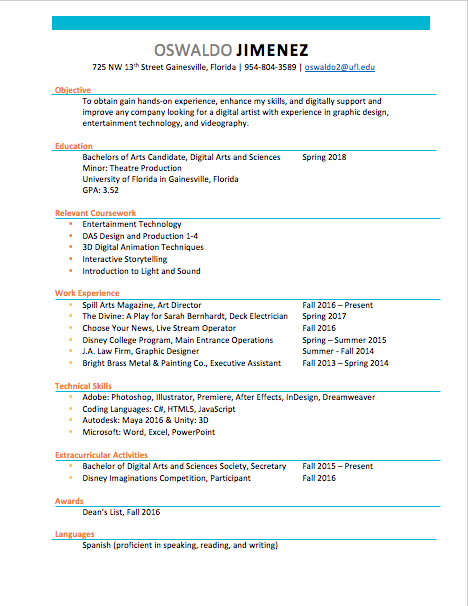 OSWALDO JIMENEZ
725 NW 13th Street Gainesville, Florida | 954-804-3589 | oswaldo2@ufl.edu
Objective
To obtain gain hands-on experience, enhance my skills, and digitally support and
improve any company looking for a digital artist with experience in graphic design,
entertainment technology, and videography.
Education
Bachelors of Arts Candidate, Digital Arts and Sciences Spring 2018
Minor: Theatre Production
University of Florida in Gainesville, Florida
GPA: 3.52
Relevant Coursework
• Entertainment Technology
• DAS Design and Production 1-4
• 3D Digital Animation Techniques
• Interactive Storytelling
• Introduction to Light and Sound
Work Experience
• Spill Arts Magazine, Art Director Fall 2016 – Present
• The Divine: A Play for Sarah Bernhardt, Deck Electrician Spring 2017
• Choose Your News, Live Stream Operator Fall 2016
• Disney College Program, Main Entrance Operations Spring – Summer 2015
• J.A. Law Firm, Graphic Designer Summer - Fall 2014
• Bright Brass Metal & Painting Co., Executive Assistant Fall 2013 – Spring 2014
Technical Skills
• Adobe: Photoshop, Illustrator, Premiere, After Effects, InDesign, Dreamweaver
• Coding Languages: C#, HTML5, JavaScript
• Autodesk: Maya 2016 & Unity: 3D
• Microsoft: Word, Excel, PowerPoint
Extracurricular Activities
• Bachelor of Digital Arts and Sciences Society, Secretary Fall 2015 – Present
• Disney Imaginations Competition, Participant Fall 2016
Awards
Dean's List, Fall 2016
Languages
Spanish (proficient in speaking, reading, and writing)